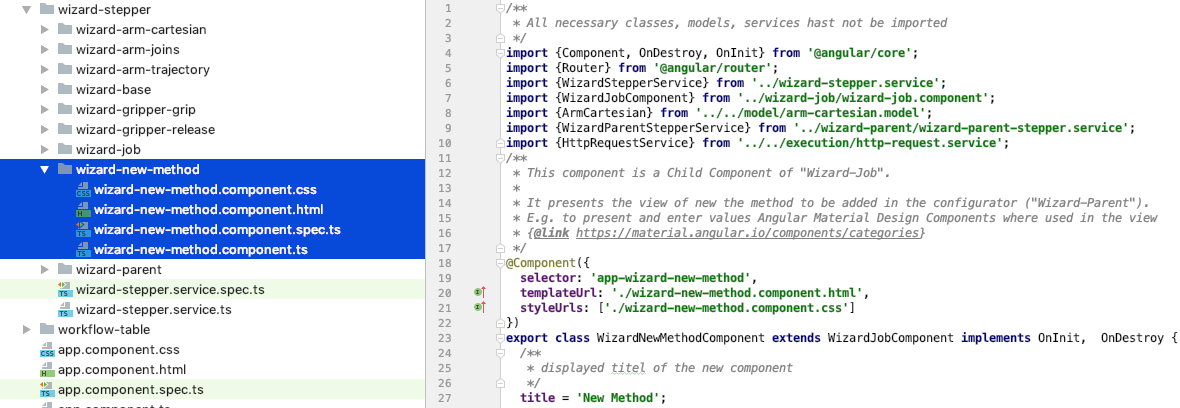 wizard-stepper
wizard-arm-cartesian
wizard-arm-joins
wizard-arm-trajectory
wizard-base
wizard-gripper-grip
wizard-gripper-release
wizard-job
wizard-new-method
wizard-new-method.component.css
wizard-new-method.component.html
wizard-new-method.component.spec.ts
wizard-new-method.component.ts
wizard-parent
wizard-stepper.service.spec.ts
wizard-stepper.service.ts
workflow-table
app.component.css
app.component.html
app.component.spec.ts
1 /**
2  * All necessary classes, models, services hast not be imported
3  */
4 import {Component, OnDestroy, OnInit} from '@angular/core';
5 import {Router} from '@angular/router';
6 import {WizardStepperService} from '../wizard-stepper.service';
7 import {WizardJobComponent} from '../wizard-job/wizard-job.component';
8 import {ArmCartesian} from '../../model/arm-cartesian.model';
9 import {WizardParentStepperService} from '../wizard-parent/wizard-parent-stepper.service';
10 import {HttpRequestService} from '../../execution/http-request.service';
11 /**
12  * This component is a Child Component of "Wizard-Job".
13  *
14  * It presents the view of new the method to be added in the configurator ("Wizard-Parent").
15  * E.g. to present and enter values Angular Material Design Components where used in the view
16  * {@link https://material.angular.io/components/categories}
17  */
18 @Component({
19   selector: 'app-wizard-new-method',
20   templateUrl: './wizard-new-method.component.html',
21   styleUrls: ['./wizard-new-method.component.css']
22 })
23 export class WizardNewMethodComponent extends WizardJobComponent implements OnInit,  OnDestroy {
24   /**
25    * displayed titel of the new component
26    */
27   title = 'New Method';